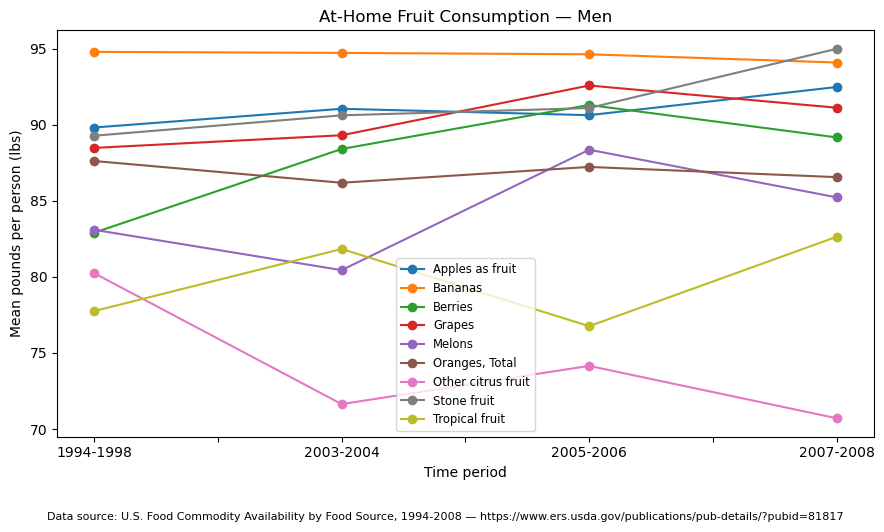 At-Home Fruit Consumption — Men
Mean pounds per person (lbs)
95
90
85
80
75
70
Apples as fruit
Bananas
Berries
Grapes
Melons
Oranges, Total
Other citrus fruit
Stone fruit
Tropical fruit
1994-1998 2003-2004 2005-2006 2007-2008
Time period
Data source: U.S. Food Commodity Availability by Food Source, 1994-2008 — https://www.ers.usda.gov/publications/pub-details/?pubid=81817